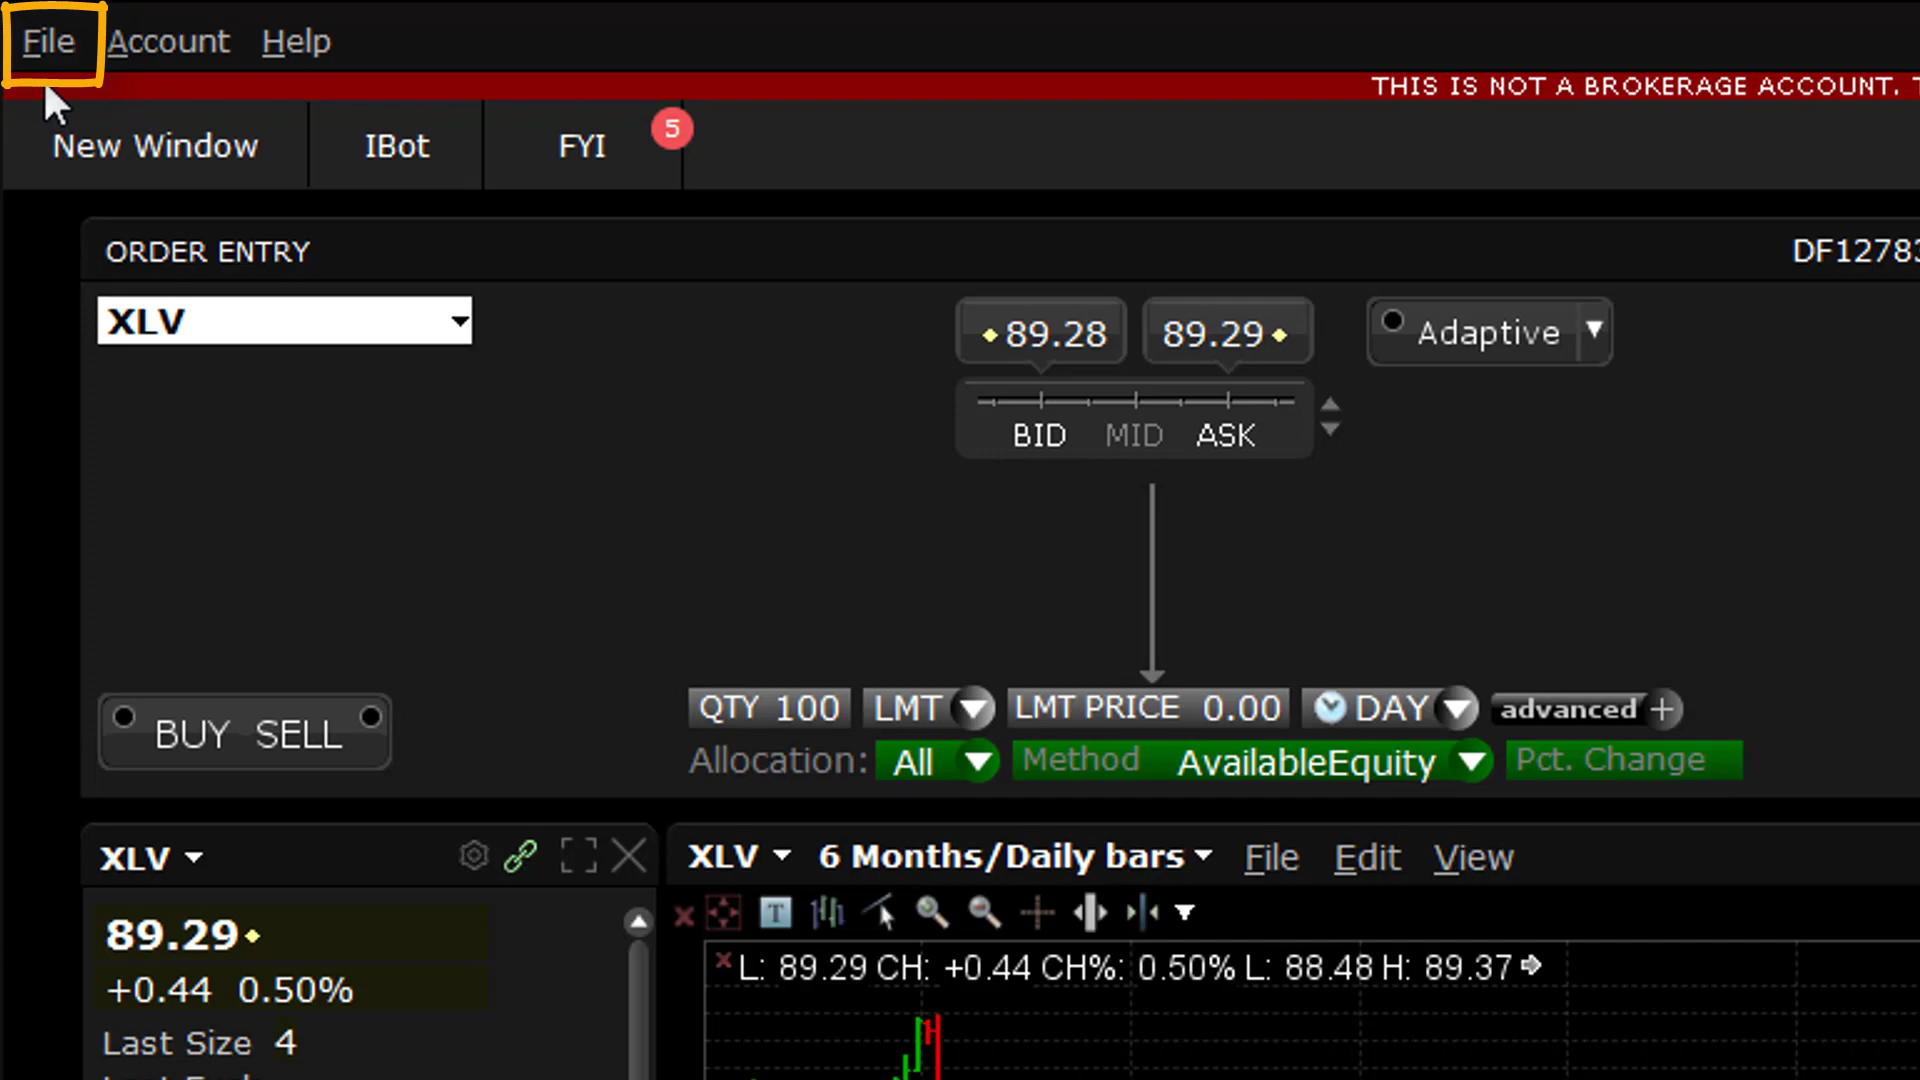 File Account Help
THIS IS NOT A BROKERAGE ACCOUNT.
New Window IBot FYI 5
ORDER ENTRY DF12783
XLV 89.28 89.29 Adaptive
BID MID ASK
BUY SELL QTY 100 LMT LMT PRICE 0.00 DAY advanced +
Allocation: All Method AvailableEquity Pct. Change
XLV XLV 6 Months/Daily bars File Edit View
T
89.29
L: 89.29 CH: +0.44 CH%: 0.50% L: 88.48 H: 89.37
+0.44 0.50%
Last Size 4